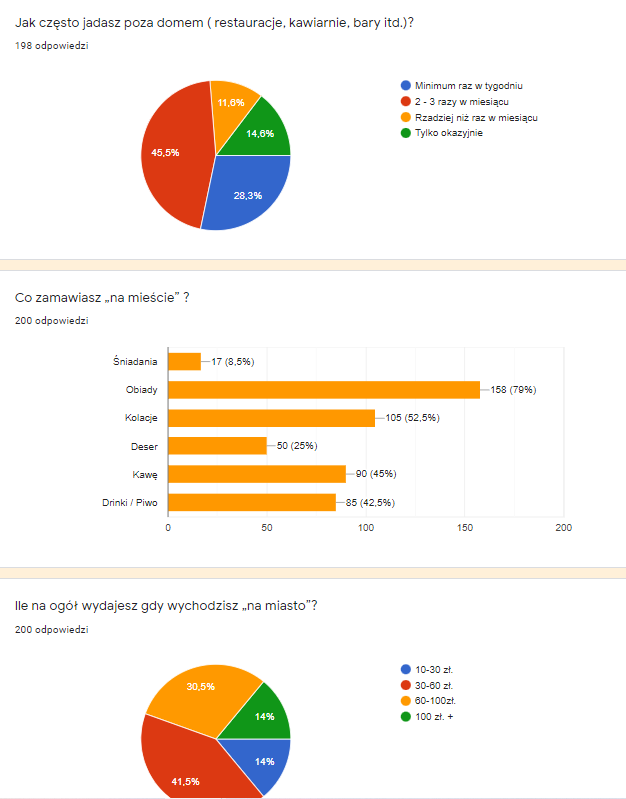 Jak często jadasz poza domem ( restauracje, kawiarnie, bary itd.)?
198 odpowiedzi
Minimum raz w tygodniu
2 - 3 razy w miesiącu
Rzadziej niż raz w miesiącu
Tylko okazyjnie
11,6%
14,6%
45,5%
28,3%
Co zamawiasz „na mieście” ?
200 odpowiedzi
Śniadania 17 (8,5%)
Obiady 158 (79%)
Kolacje 105 (52,5%)
Deser 50 (25%)
Kawę 90 (45%)
Drinki / Piwo 85 (42,5%)
0 50 100 150 200
Ile na ogół wydajesz gdy wychodzisz „na miasto”?
200 odpowiedzi
10-30 zł.
30-60 zł.
60-100zł.
100 zł. +
30,5%
14%
14%
41,5%